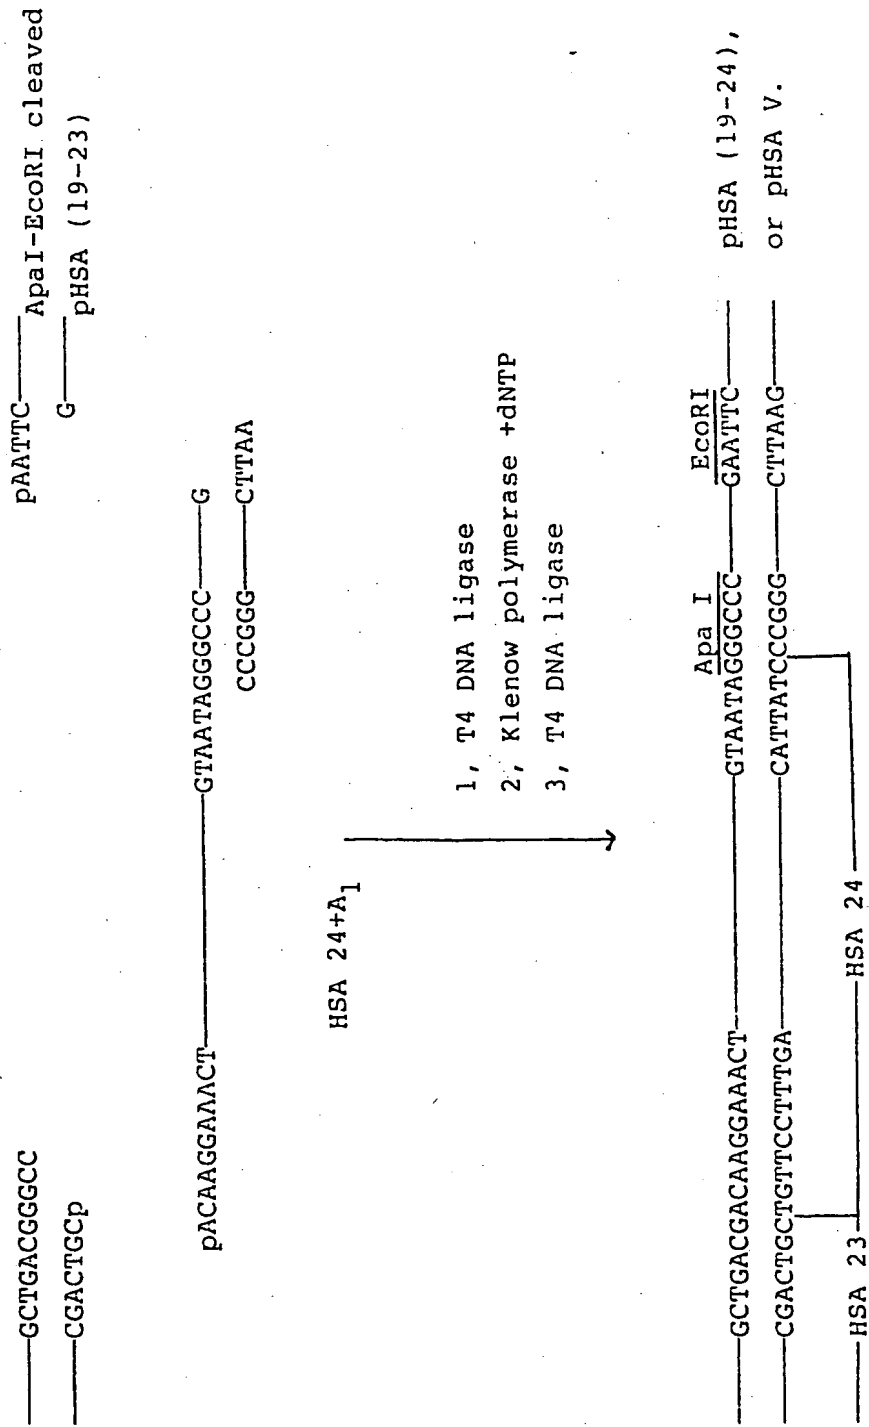 GCTGACGGGCC pAATTC
ApaI-EcoRI cleaved
CGACTGCp G
pHSA (19-23)
pACAAGGAAACT GTAATAGGGCCC G
CCCGGG CTTAA
HSA 24+A1
1, T4 DNA ligase
2, Klenow polymerase +dNTP
3, T4 DNA ligase
Apa I EcoRI
GCTGACGACAAGGAAACT GTAATAGGGCCC GAATTC pHSA (19-24),
CGACTGCTGTTCCTTTGA CATTATCCCGGG CTTAAG or pHSA V.
HSA 23 HSA 24